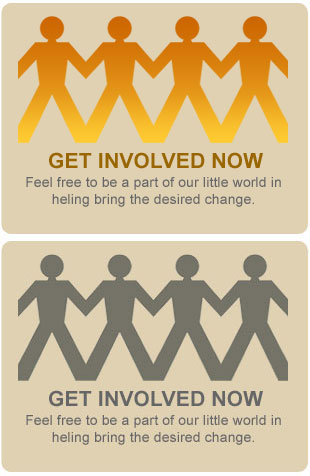 GET INVOLVED NOW
Feel free to be a part of our little world in
heling bring the desired change.
GET INVOLVED NOW
Feel free to be a part of our little world in
heling bring the desired change.